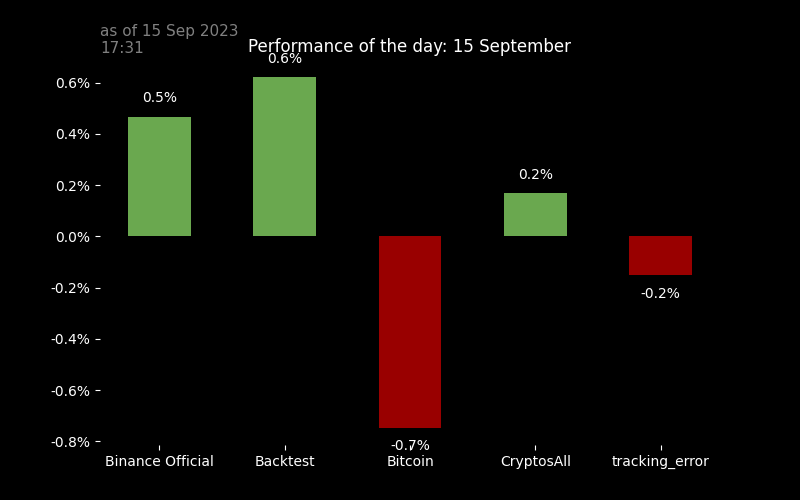 as of 15 Sep 2023
17:31
Performance of the day: 15 September
0.6%
0.4%
0.2%
0.0%
-0.2%
-0.4%
-0.6%
-0.8%
0.5%
0.6%
-0.7%
0.2%
-0.2%
Binance Official
Backtest
Bitcoin
CryptosAll
tracking_error